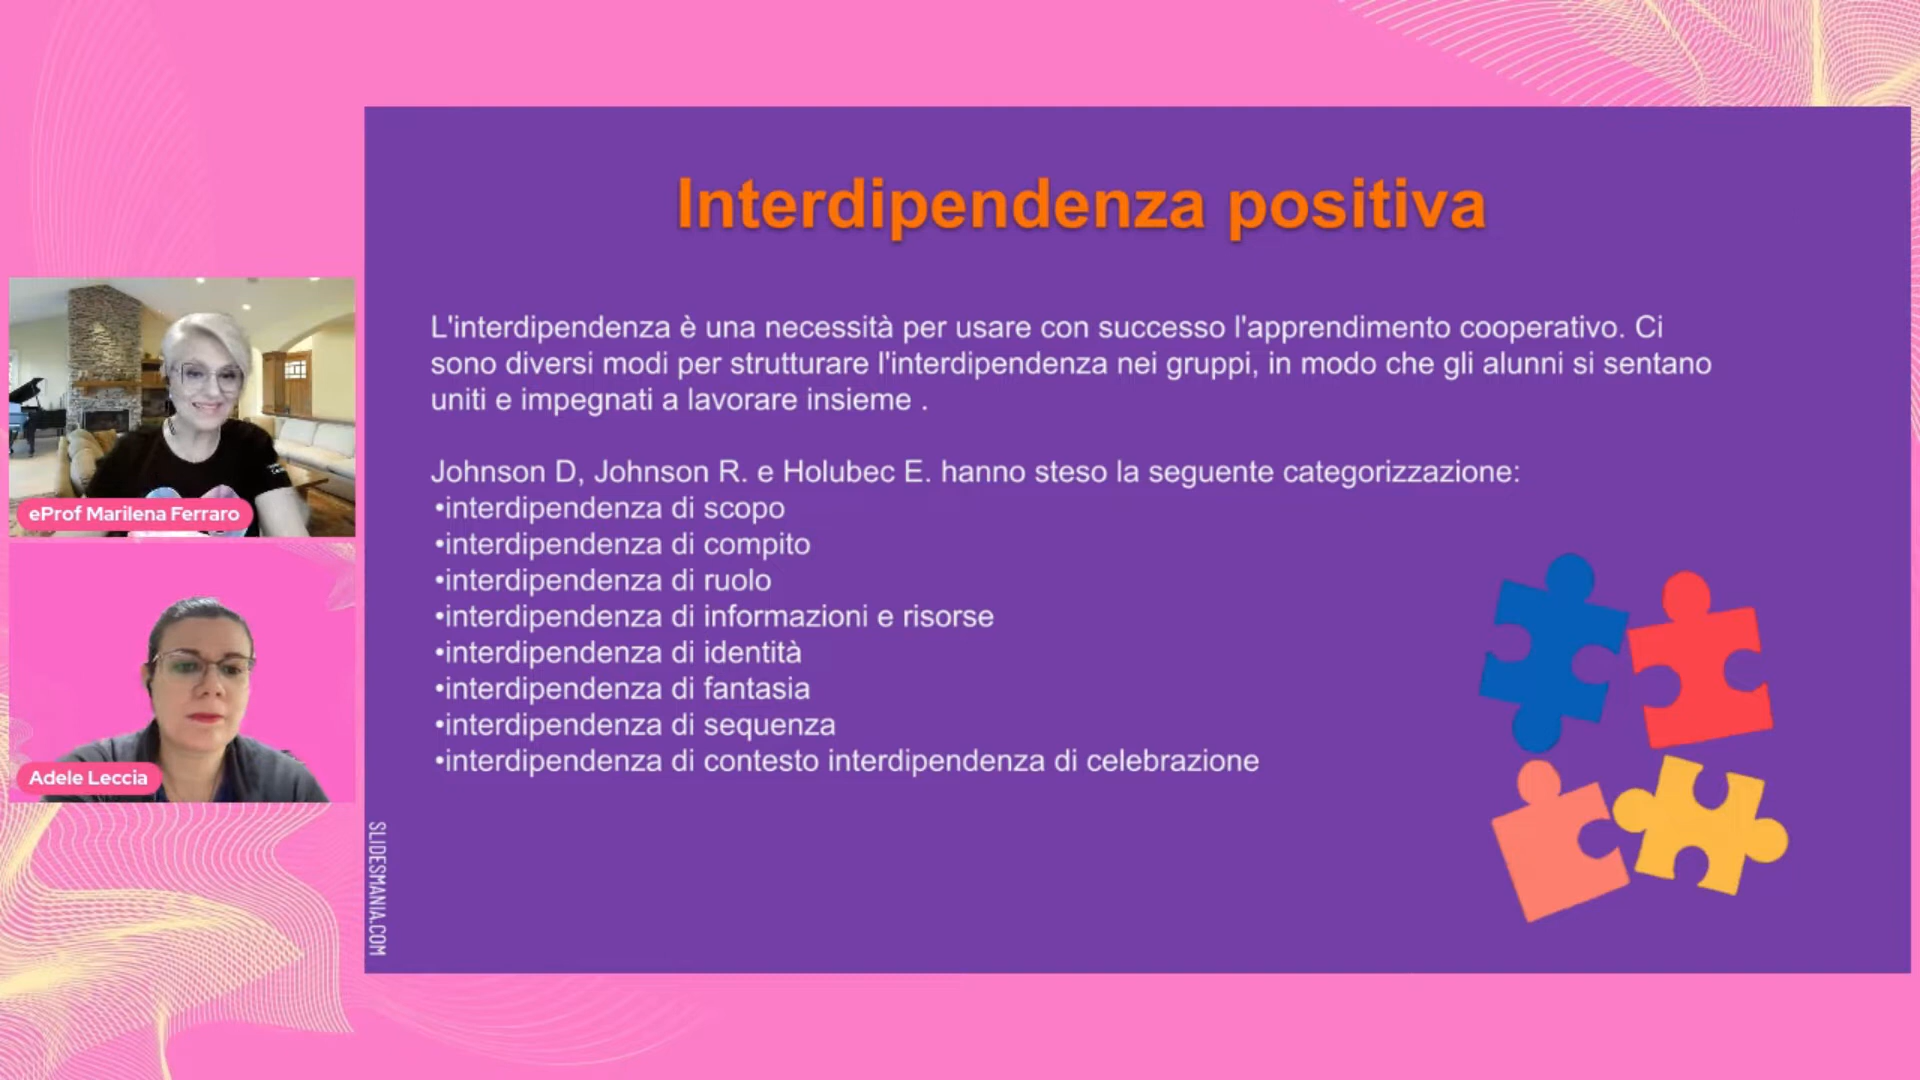 Interdipendenza positiva
L'interdipendenza è una necessità per usare con successo l'apprendimento cooperativo. Ci
sono diversi modi per strutturare l'interdipendenza nei gruppi, in modo che gli alunni si sentano
uniti e impegnati a lavorare insieme .
Johnson D, Johnson R. e Holubec E. hanno steso la seguente categorizzazione:
•interdipendenza di scopo
•interdipendenza di compito
•interdipendenza di ruolo
•interdipendenza di informazioni e risorse
•interdipendenza di identità
•interdipendenza di fantasia
•interdipendenza di sequenza
•interdipendenza di contesto interdipendenza di celebrazione
eProf Marilena Ferraro
Adele Leccia
SLIDESMANIA.COM